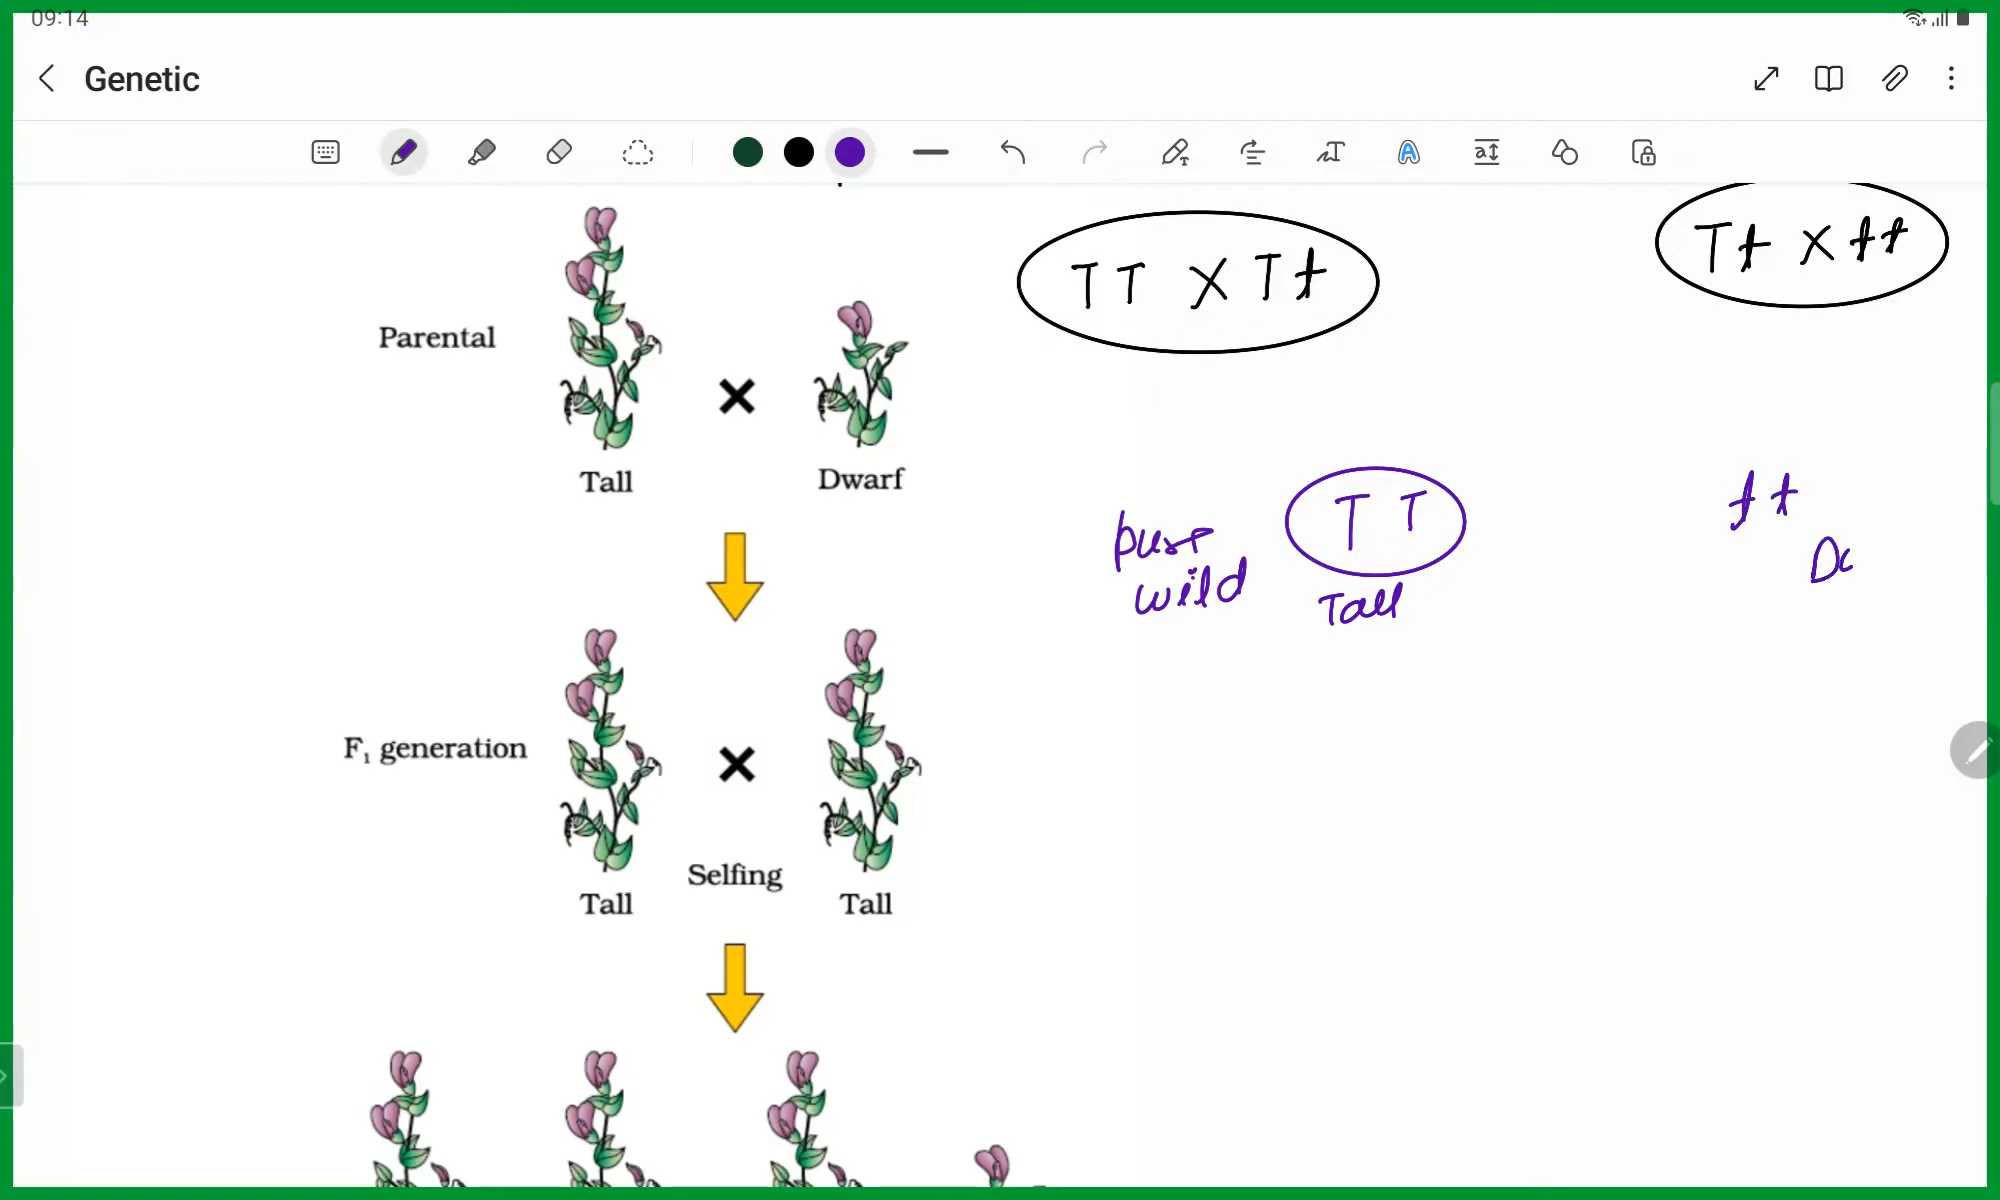 09:14
Genetic
TT X Tt
Tt X tt
Parental
Tall
Dwarf
pure
wild
TT
Tall
tt
F₁ generation
Tall
Selfing
Tall